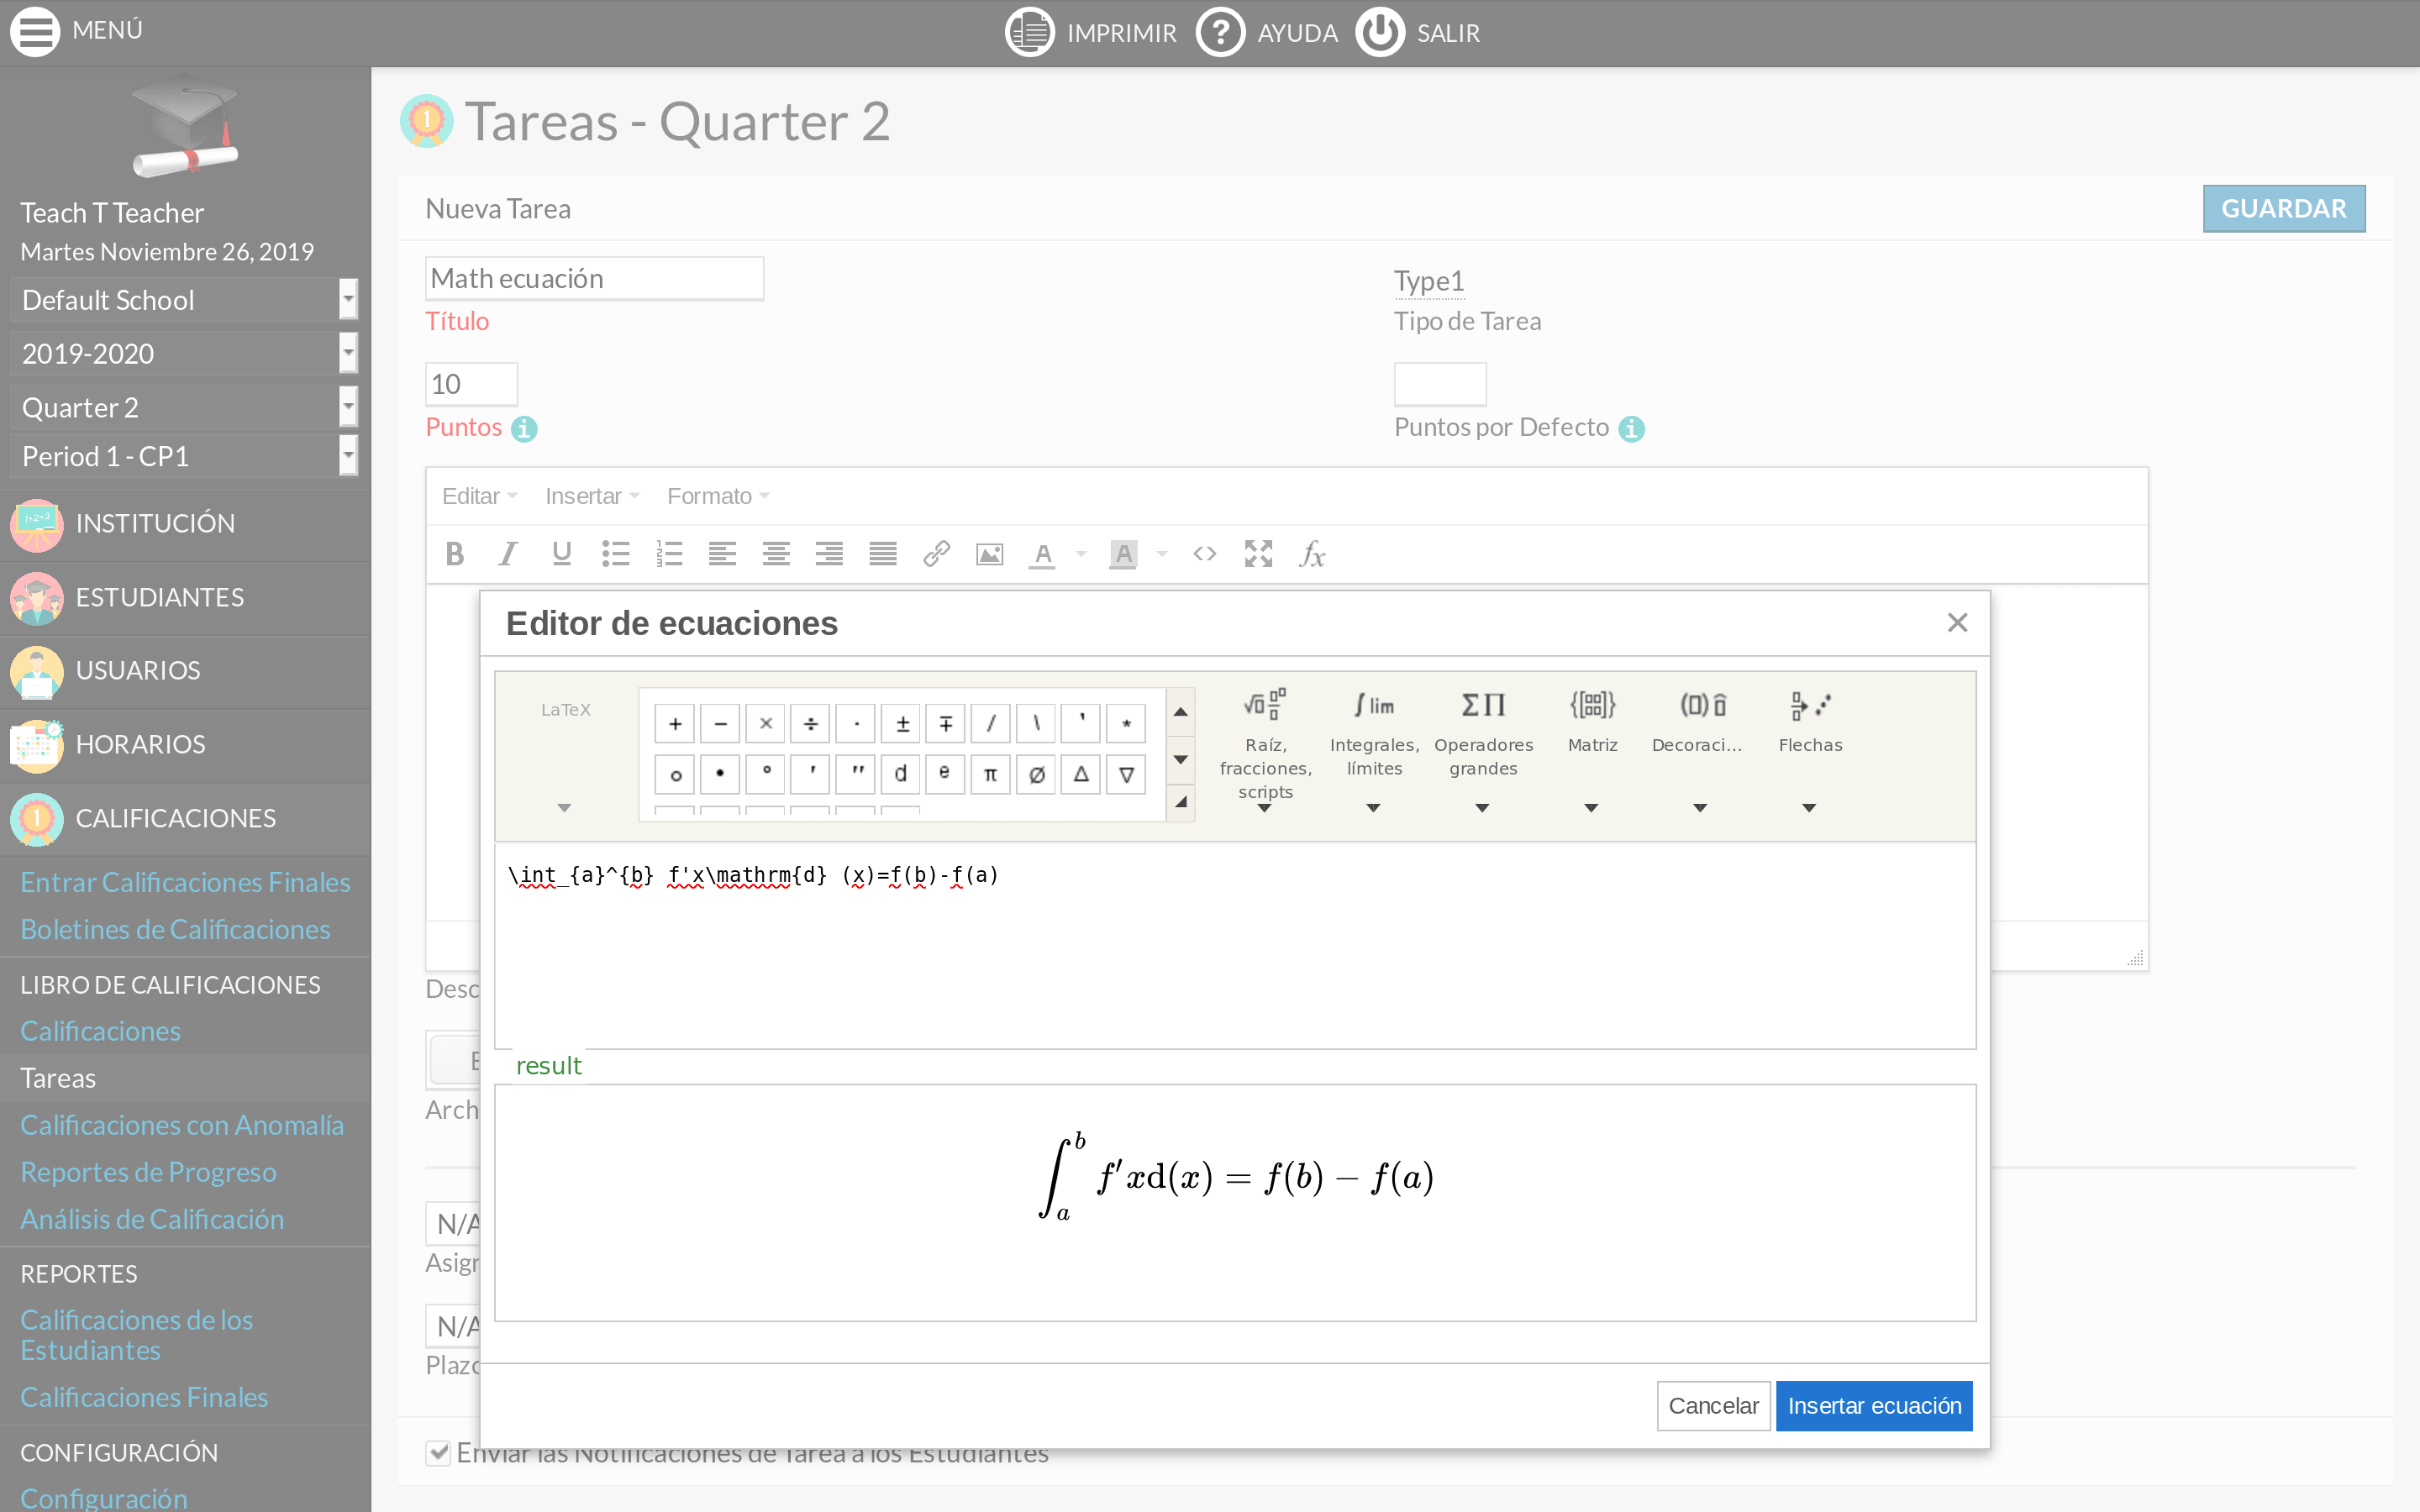 MENÚ
IMPRIMIR
AYUDA
SALIR
Teach T Teacher
Martes Noviembre 26, 2019
Default School
2019-2020
Quarter 2
Period 1 - CP1
INSTITUCIÓN
ESTUDIANTES
USUARIOS
HORARIOS
CALIFICACIONES
Entrar Calificaciones Finales
Boletines de Calificaciones
LIBRO DE CALIFICACIONES
Calificaciones
Tareas
Calificaciones con Anomalía
Reportes de Progreso
Análisis de Calificación
REPORTES
Calificaciones de los
Estudiantes
Calificaciones Finales
CONFIGURACIÓN
Configuración
Tareas - Quarter 2
Nueva Tarea
GUARDAR
Math ecuación
Título
Type1
Tipo de Tarea
10
Puntos
Puntos por Defecto
Editar Insertar Formato
Editor de ecuaciones
LaTeX
+ − × ÷ · ± ∓ / \ ‵ *
∘ • ° ′ ′′ d e π Ø Δ ∇
Raíz,
fracciones,
scripts
Integrales,
límites
Operadores
grandes
Matriz
Decoraci...
Flechas
\int_{a}^{b} f'x\mathrm{d} (x)=f(b)-f(a)
result
∫_a^b f′xd(x) = f(b) − f(a)
Cancelar
Insertar ecuación
Desc
Arch
N/A
Asigr
N/A
Plazo
Enviar las Notificaciones de Tarea a los Estudiantes